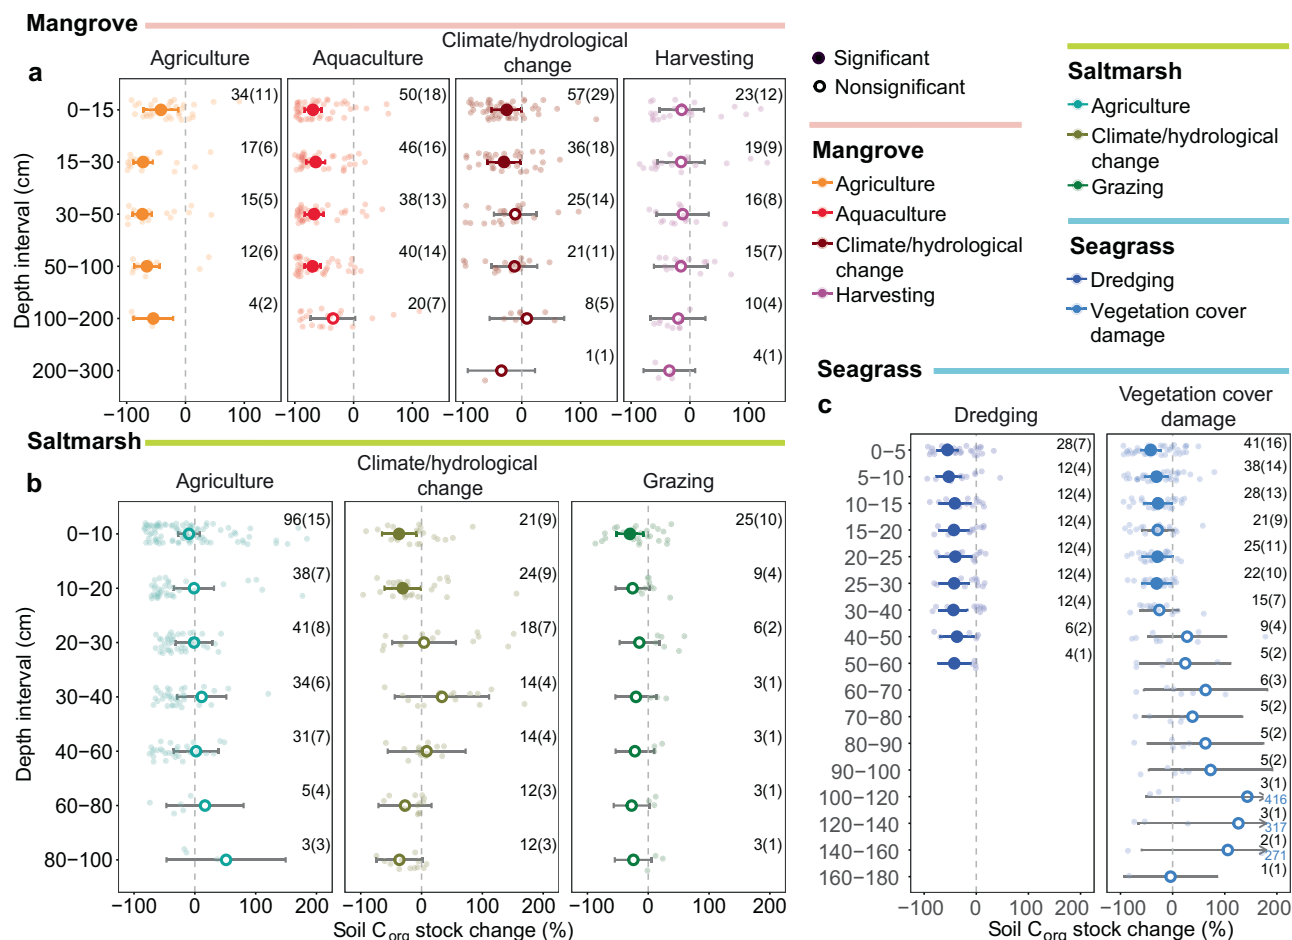 Mangrove
a
Agriculture
Aquaculture
Climate/hydrological
change
Harvesting
Depth interval (cm)
0−15
34(11)
50(18)
57(29)
23(12)
15−30
17(6)
46(16)
36(18)
19(9)
30−50
15(5)
38(13)
25(14)
16(8)
50−100
12(6)
40(14)
21(11)
15(7)
100−200
4(2)
20(7)
8(5)
10(4)
200−300
1(1)
4(1)
−100 0 100
−100 0 100
−100 0 100
−100 0 100
Significant
Nonsignificant
Mangrove
Agriculture
Aquaculture
Climate/hydrological
change
Harvesting
Saltmarsh
Agriculture
Climate/hydrological
change
Grazing
Seagrass
Dredging
Vegetation cover
damage
Saltmarsh
b
Agriculture
Climate/hydrological
change
Grazing
Depth interval (cm)
0−10
96(15)
21(9)
25(10)
10−20
38(7)
24(9)
9(4)
20−30
41(8)
18(7)
6(2)
30−40
34(6)
14(4)
3(1)
40−60
31(7)
14(4)
3(1)
60−80
5(4)
12(3)
3(1)
80−100
3(3)
12(3)
3(1)
−100 0 100 200
−100 0 100 200
−100 0 100 200
Soil Corg stock change (%)
Seagrass
c
Dredging
Vegetation cover
damage
0−5
28(7)
41(16)
5−10
12(4)
38(14)
10−15
12(4)
28(13)
15−20
12(4)
21(9)
20−25
12(4)
25(11)
25−30
12(4)
22(10)
30−40
12(4)
15(7)
40−50
6(2)
9(4)
50−60
4(1)
5(2)
60−70
6(3)
70−80
5(2)
80−90
5(2)
90−100
5(2)
100−120
3(1)
416
120−140
3(1)
317
140−160
2(1)
271
160−180
1(1)
−100 0 100 200
−100 0 100 200
Soil Corg stock change (%)